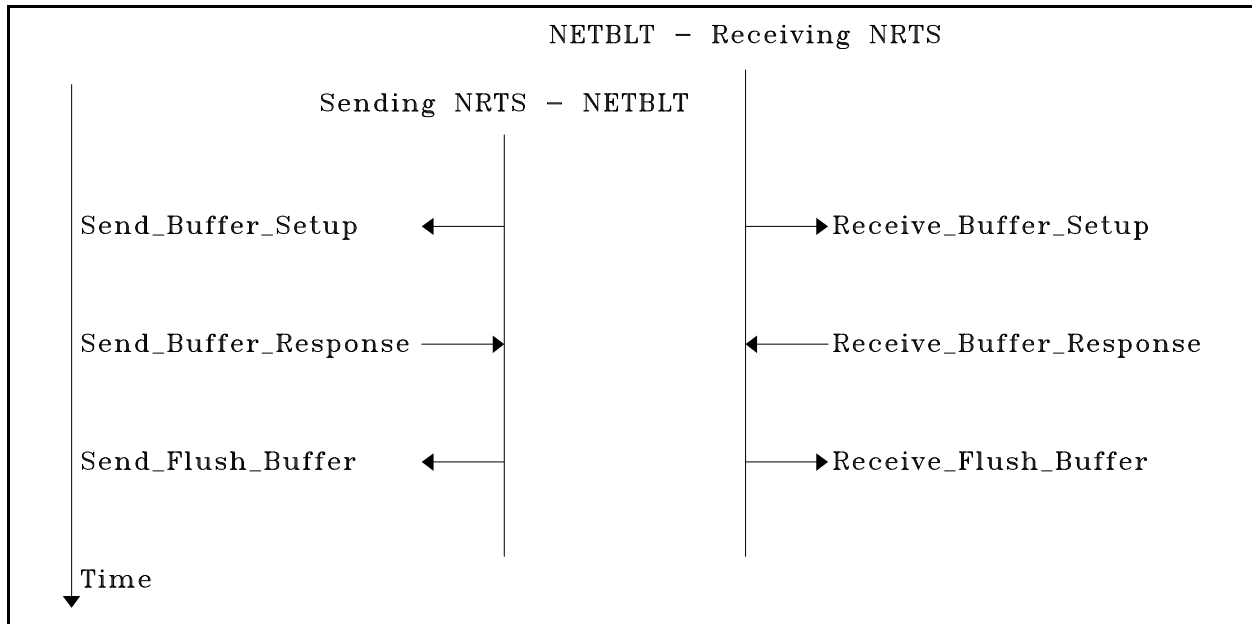 NETBLT - Receiving NRTS
Sending NRTS - NETBLT
Send_Buffer_Setup
Receive_Buffer_Setup
Send_Buffer_Response
Receive_Buffer_Response
Send_Flush_Buffer
Receive_Flush_Buffer
Time